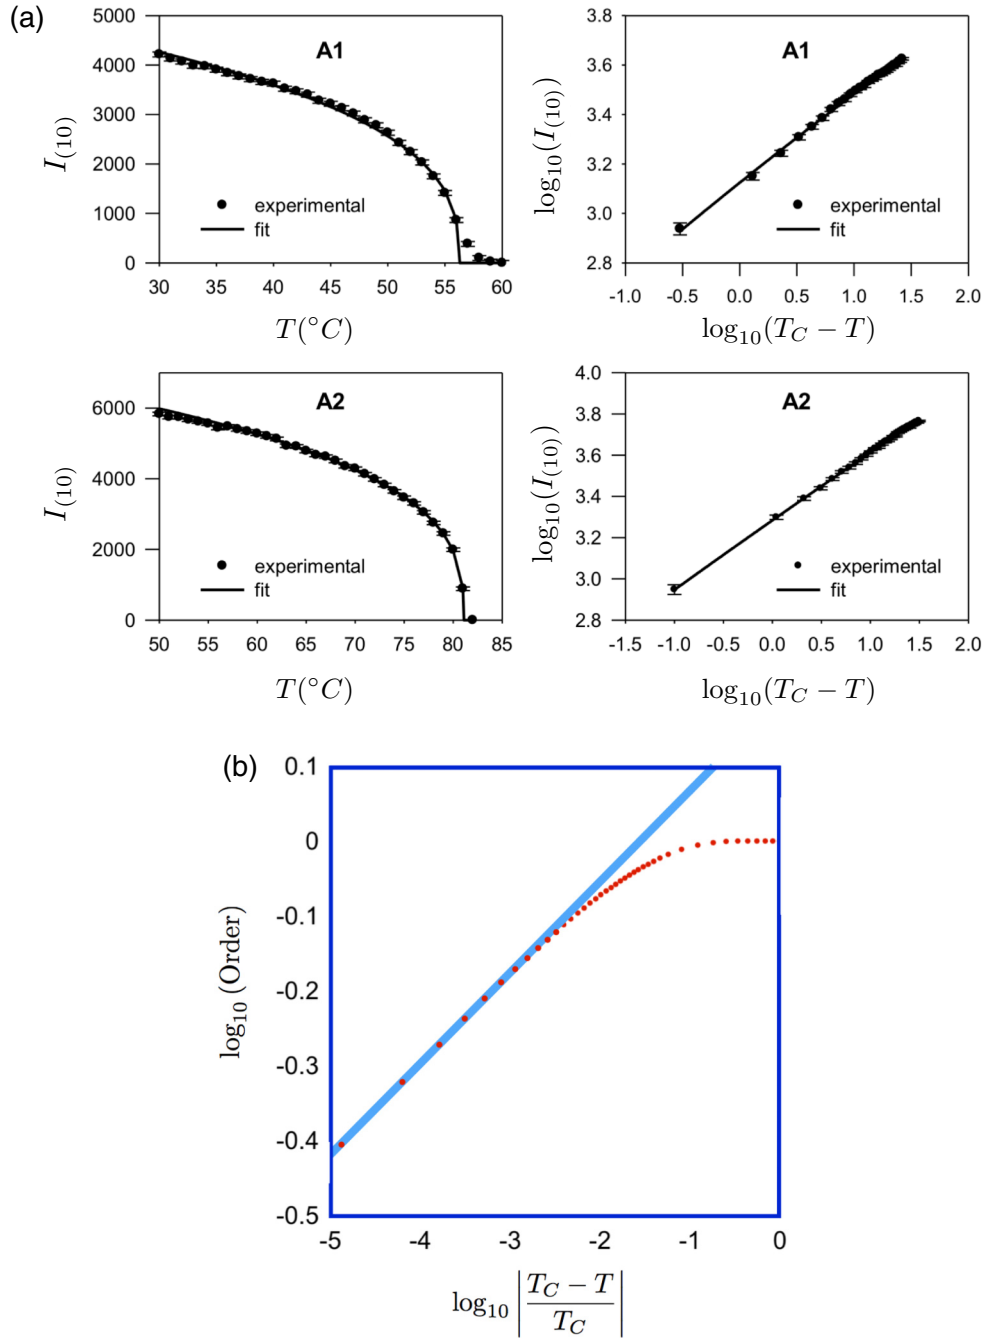 (a)
A1
5000
4000
3000
2000
1000
0
I(10)
experimental
fit
30 35 40 45 50 55 60
T(°C)
A1
3.8
3.6
3.4
3.2
3.0
2.8
log10(I(10))
experimental
fit
-1.0 -0.5 0.0 0.5 1.0 1.5 2.0
log10(TC − T)
A2
6000
4000
2000
0
I(10)
experimental
fit
50 55 60 65 70 75 80 85
T(°C)
A2
4.0
3.8
3.6
3.4
3.2
3.0
2.8
log10(I(10))
experimental
fit
-1.5 -1.0 -0.5 0.0 0.5 1.0 1.5 2.0
log10(TC − T)
(b)
0.1
0
-0.1
-0.2
-0.3
-0.4
-0.5
log10(Order)
-5 -4 -3 -2 -1 0
log10 |(TC − T)/TC|